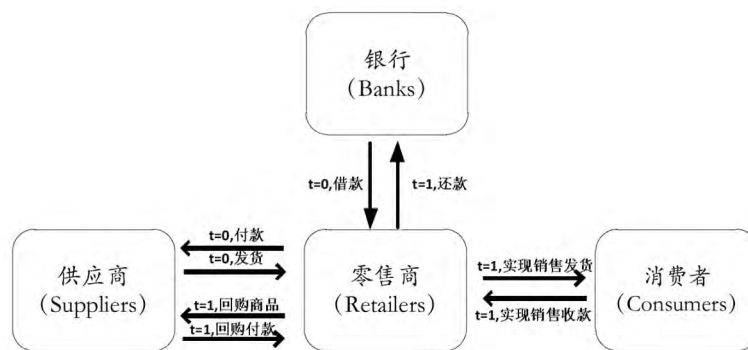 银行
(Banks)
t=0,借款
t=1,还款
t=0,付款
t=0,发货
供应商
(Suppliers)
t=1,回购商品
t=1,回购付款
零售商
(Retailers)
t=1,实现销售发货
t=1,实现销售收款
消费者
(Consumers)